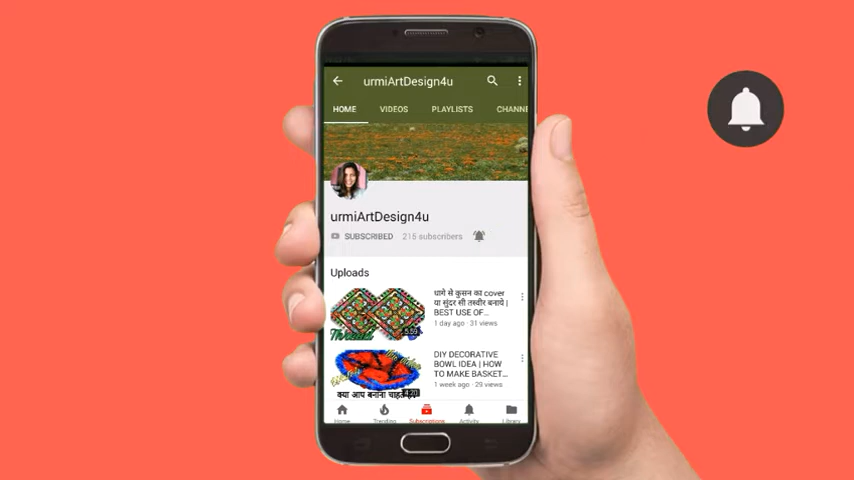 urmiArtDesign4u
HOME
VIDEOS
PLAYLISTS
CHANNE
urmiArtDesign4u
SUBSCRIBED 215 subscribers
Uploads
धागे से कुसन का cover
या सुंदर सी तस्वीर बनाये |
BEST USE OF...
1 day ago · 31 views
Thread
DIY DECORATIVE
BOWL IDEA | HOW
TO MAKE BASKET...
1 week ago · 29 views
क्या आप बनाना चाहते
Home
Trending
Subscriptions
Activity
Library